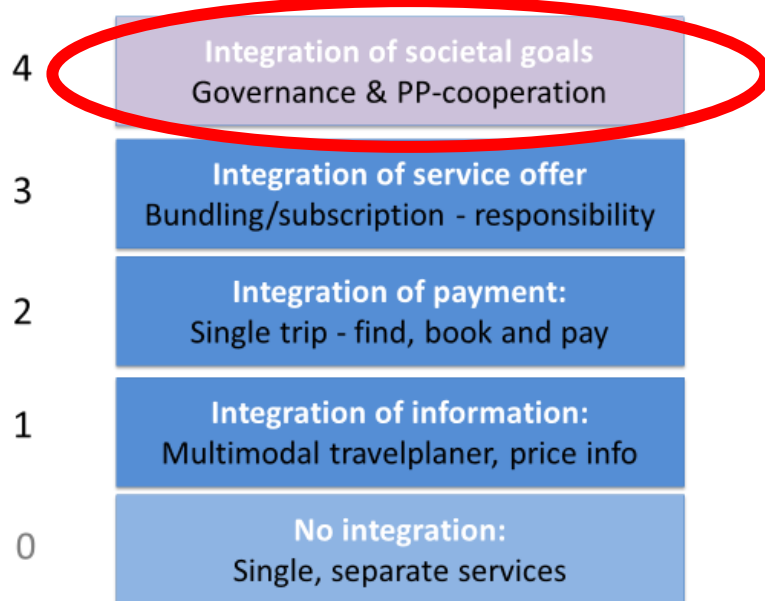 4
Integration of societal goals
Governance & PP-cooperation
3
Integration of service offer
Bundling/subscription - responsibility
2
Integration of payment:
Single trip - find, book and pay
1
Integration of information:
Multimodal travelplaner, price info
0
No integration:
Single, separate services